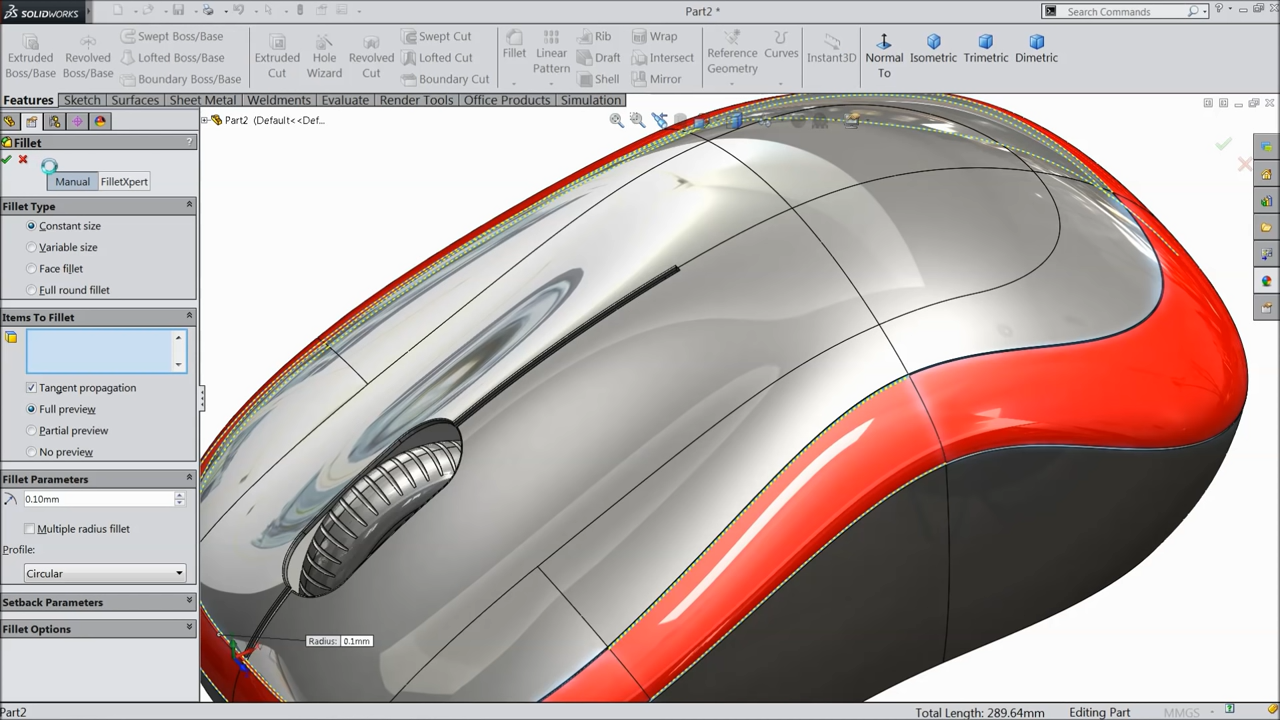 SOLIDWORKS
Part2 *
Search Commands
Extruded Boss/Base
Revolved Boss/Base
Swept Boss/Base
Lofted Boss/Base
Boundary Boss/Base
Extruded Cut
Hole Wizard
Revolved Cut
Swept Cut
Lofted Cut
Boundary Cut
Fillet
Linear Pattern
Rib
Draft
Shell
Wrap
Intersect
Mirror
Reference Geometry
Curves
Instant3D
Normal To
Isometric
Trimetric
Dimetric
Features
Sketch
Surfaces
Sheet Metal
Weldments
Evaluate
Render Tools
Office Products
Simulation
Part2 (Default<<Def...
Fillet
?
Manual
FilletXpert
Fillet Type
Constant size
Variable size
Face fillet
Full round fillet
Items To Fillet
Tangent propagation
Full preview
Partial preview
No preview
Fillet Parameters
0.10mm
Multiple radius fillet
Profile:
Circular
Setback Parameters
Fillet Options
Radius: 0.1mm
Part2
Total Length: 289.64mm
Editing Part
MMGS